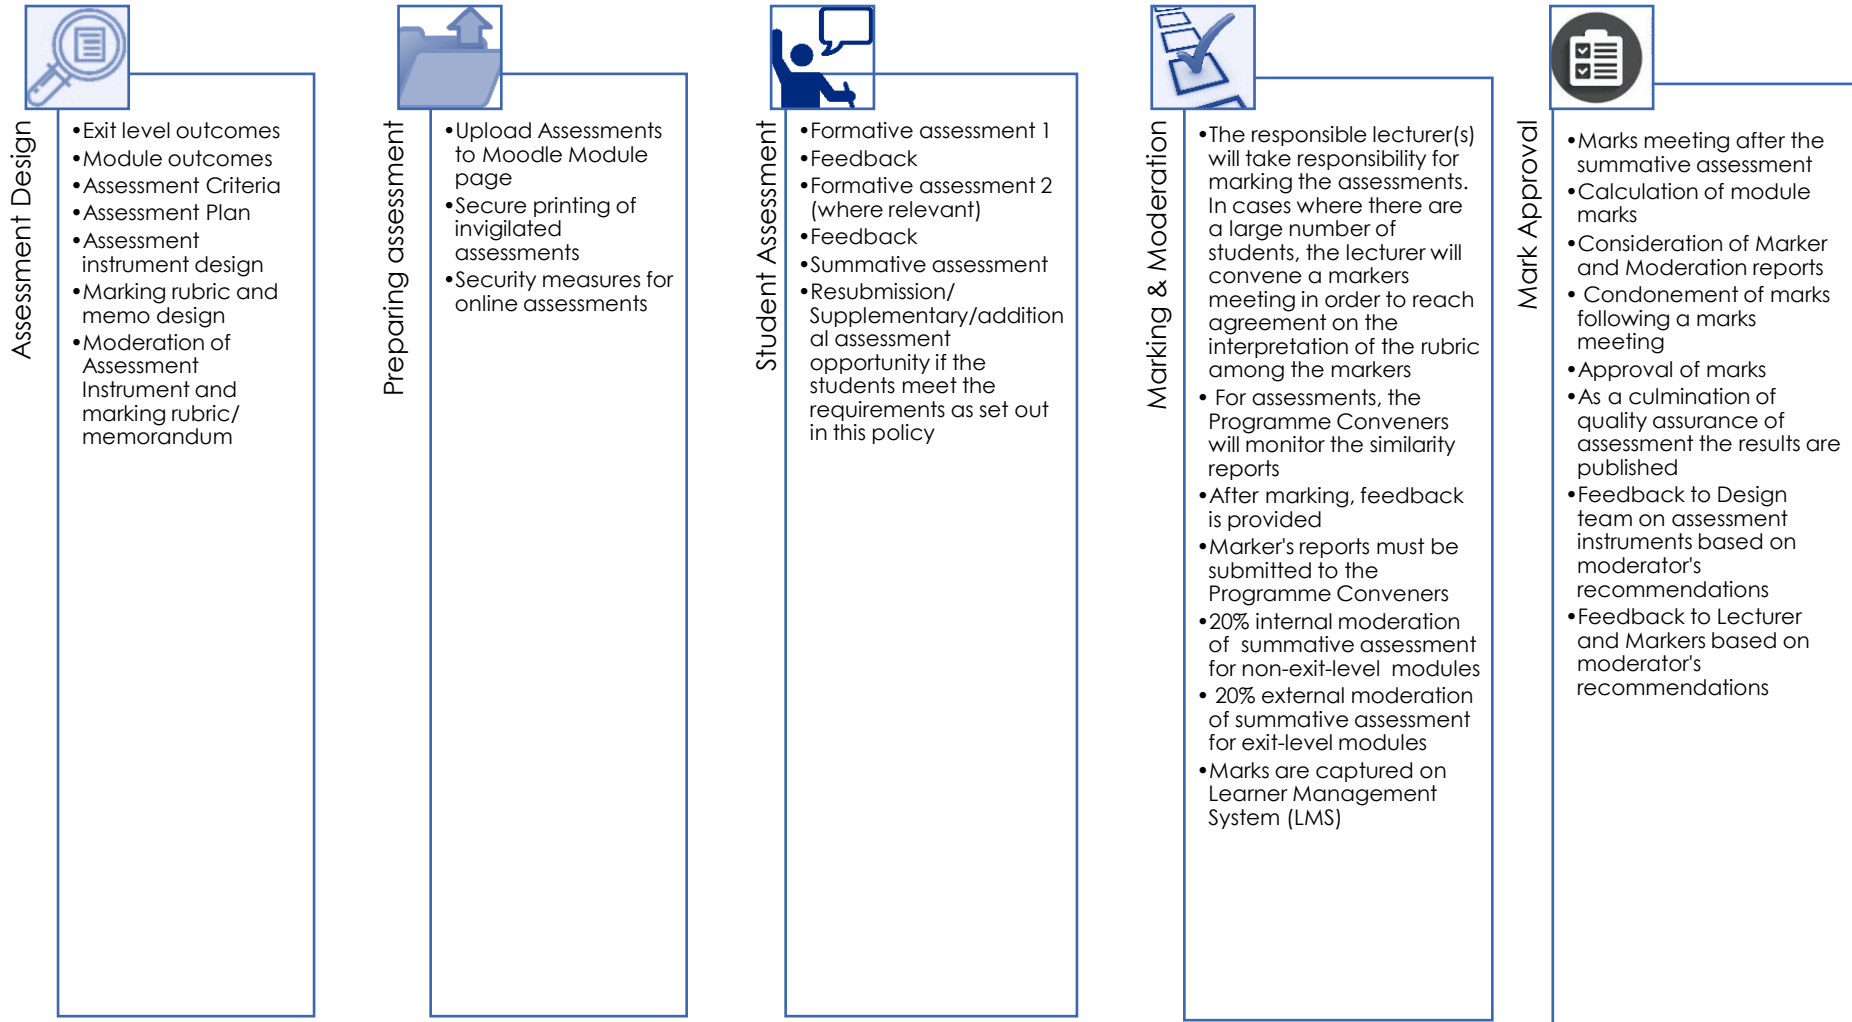 Assessment Design
•Exit level outcomes
•Module outcomes
•Assessment Criteria
•Assessment Plan
•Assessment
instrument design
•Marking rubric and
memo design
•Moderation of
Assessment
Instrument and
marking rubric/
memorandum
Preparing assessment
•Upload Assessments
to Moodle Module
page
•Secure printing of
invigilated
assessments
•Security measures for
online assessments
Student Assessment
•Formative assessment 1
•Feedback
•Formative assessment 2
(where relevant)
•Feedback
•Summative assessment
•Resubmission/
Supplementary/addition
al assessment
opportunity if the
students meet the
requirements as set out
in this policy
Marking & Moderation
•The responsible lecturer(s)
will take responsibility for
marking the assessments.
In cases where there are
a large number of
students, the lecturer will
convene a markers
meeting in order to reach
agreement on the
interpretation of the rubric
among the markers
• For assessments, the
Programme Conveners
will monitor the similarity
reports
•After marking, feedback
is provided
•Marker's reports must be
submitted to the
Programme Conveners
•20% internal moderation
of summative assessment
for non-exit-level modules
• 20% external moderation
of summative assessment
for exit-level modules
•Marks are captured on
Learner Management
System (LMS)
Mark Approval
•Marks meeting after the
summative assessment
•Calculation of module
marks
•Consideration of Marker
and Moderation reports
• Condonement of marks
following a marks
meeting
•Approval of marks
•As a culmination of
quality assurance of
assessment the results are
published
•Feedback to Design
team on assessment
instruments based on
moderator's
recommendations
•Feedback to Lecturer
and Markers based on
moderator's
recommendations